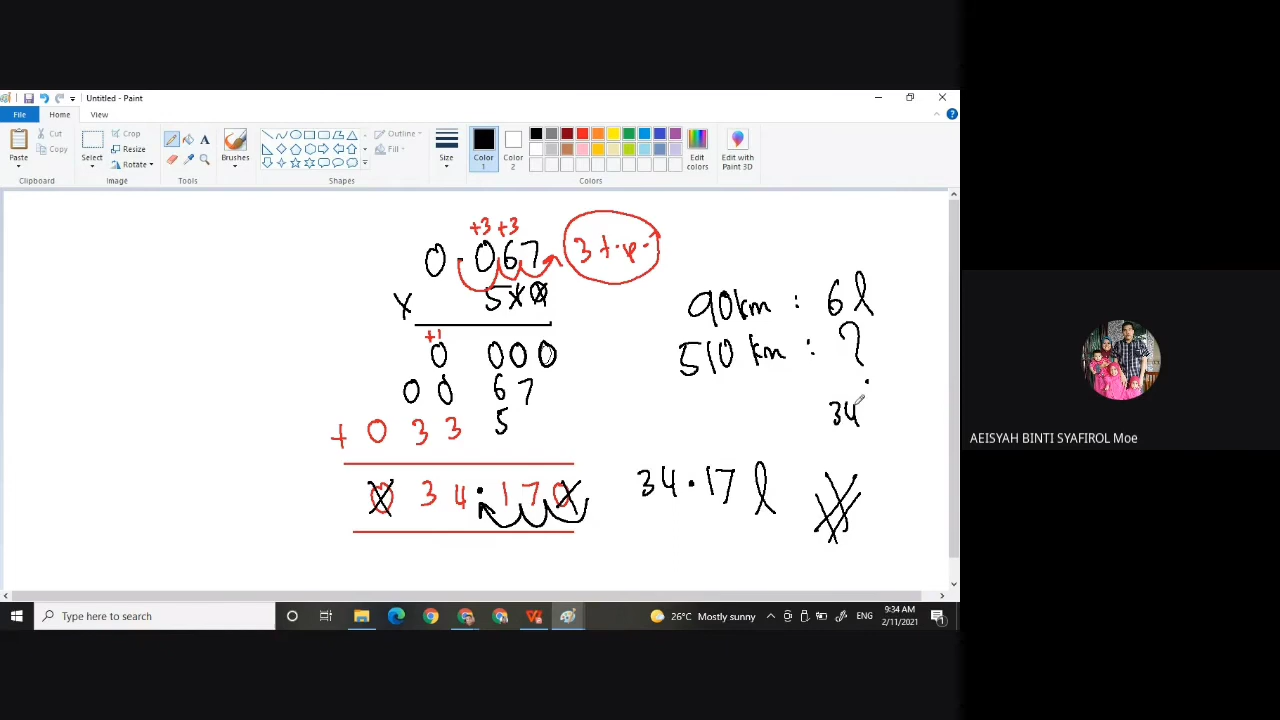 Untitled - Paint
File Home View
Paste
Cut
Copy
Clipboard
Select
Crop
Resize
Rotate
Image
Tools
Brushes
Shapes
Outline
Fill
Size
Color 1
Color 2
Edit colors
Edit with Paint 3D
Colors
+3 +3
0.067
3 t.p.
x 510
+1
0 000
0 0 67
+ 0 3 3 5
0 3 4 . 1 7 0
90 km : 6 l
510 km : ?
34
34.17 l
AEISYAH BINTI SYAFIROL Moe
Type here to search
26°C Mostly sunny
ENG
9:34 AM
2/11/2021
1